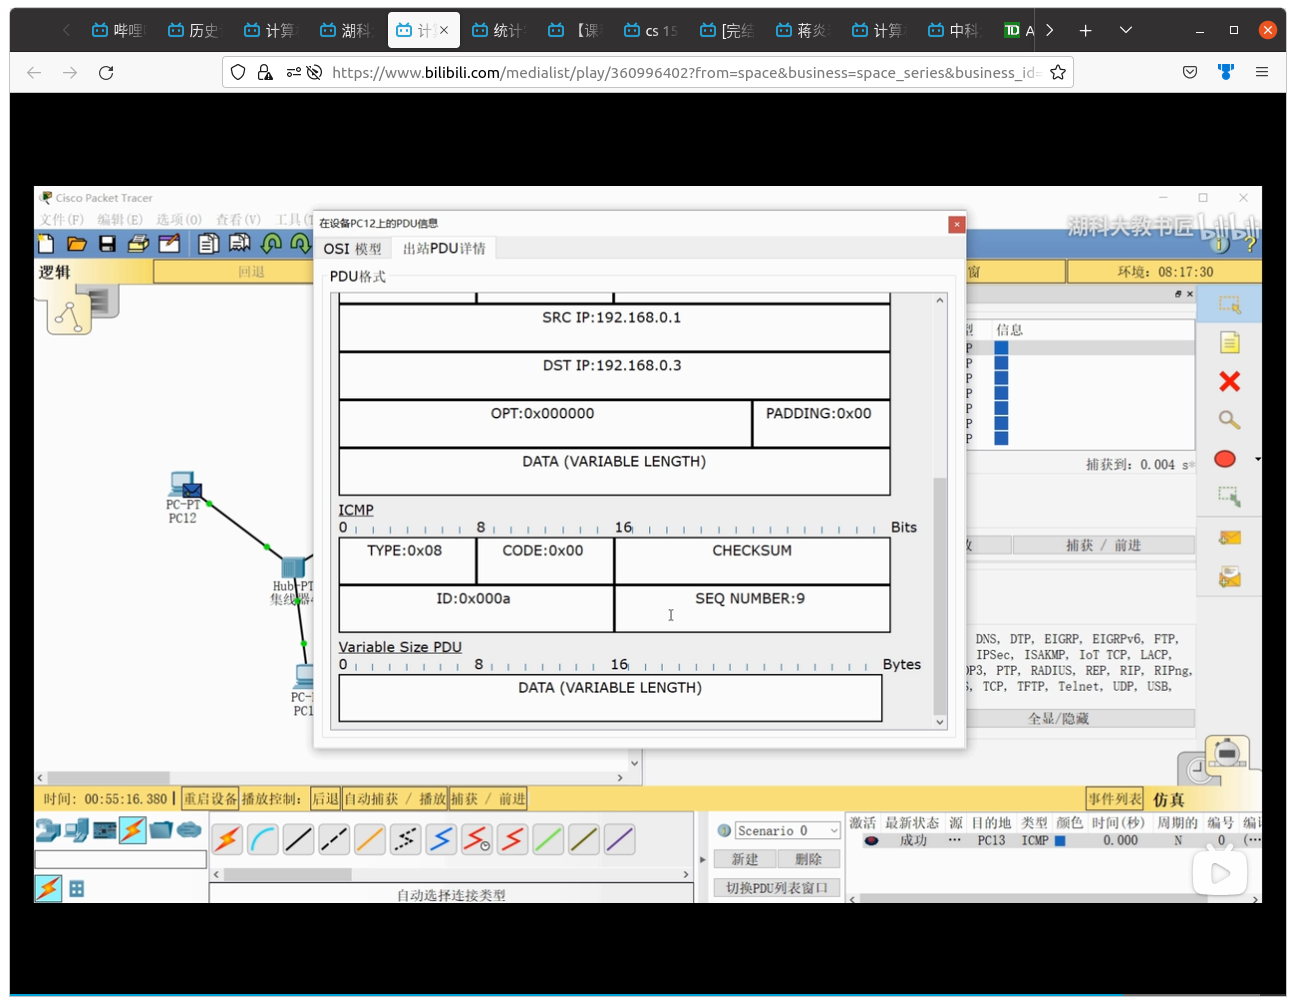 哔哩
历史
计算
湖科
计
统计
【课
cs 15
[完结
蒋炎
计算
中科
TD A
https://www.bilibili.com/medialist/play/360996402?from=space&business=space_series&business_id=
Cisco Packet Tracer
文件(F) 编辑(E) 选项(O) 查看(V) 工具(T
湖科大教书匠 bilibili
逻辑
回退
窗
环境: 08:17:30
在设备PC12上的PDU信息
OSI 模型
出站PDU详情
PDU格式
SRC IP:192.168.0.1
DST IP:192.168.0.3
OPT:0x000000
PADDING:0x00
DATA (VARIABLE LENGTH)
ICMP
0 8 16 Bits
TYPE:0x08
CODE:0x00
CHECKSUM
ID:0x000a
SEQ NUMBER:9
Variable Size PDU
0 8 16 Bytes
DATA (VARIABLE LENGTH)
PC-PT
PC12
Hub-PT
集线器
PC-
PC1
型 信息
P
P
P
P
P
P
P
捕获到: 0.004 s*
捕获 / 前进
DNS, DTP, EIGRP, EIGRPv6, FTP,
IPSec, ISAKMP, IoT TCP, LACP,
P3, PTP, RADIUS, REP, RIP, RIPng,
, TCP, TFTP, Telnet, UDP, USB,
全显/隐藏
时间: 00:55:16.380
重启设备
播放控制:
后退
自动捕获 / 播放
捕获 / 前进
事件列表
仿真
Scenario 0
新建
删除
切换PDU列表窗口
自动选择连接类型
激活 最新状态 源 目的地 类型 颜色 时间(秒) 周期的 编号 编
成功 ... PC13 ICMP 0.000 N 0 (...